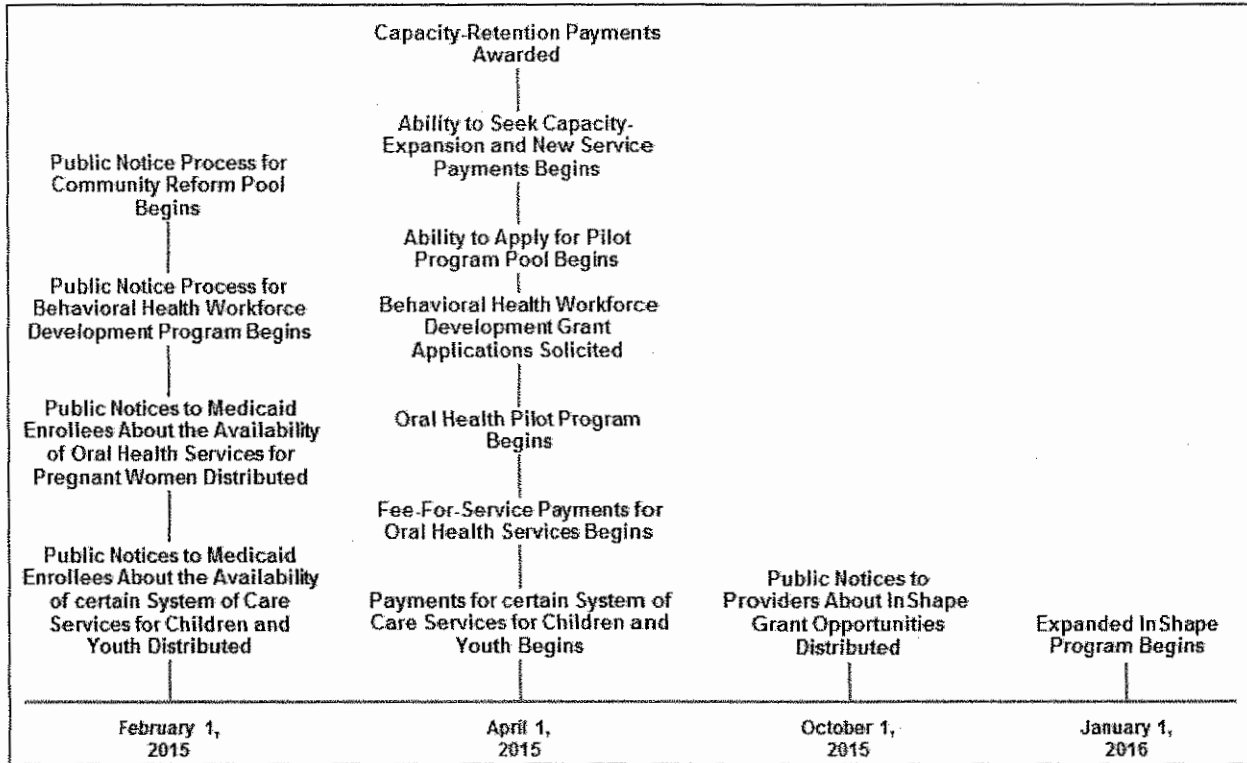 Public Notice Process for
Community Reform Pool
Begins
Public Notice Process for
Behavioral Health Workforce
Development Program Begins
Public Notices to Medicaid
Enrollees About the Availability
of Oral Health Services for
Pregnant Women Distributed
Public Notices to Medicaid
Enrollees About the Availability
of certain System of Care
Services for Children and
Youth Distributed
February 1,
2015
Capacity-Retention Payments
Awarded
Ability to Seek Capacity-
Expansion and New Service
Payments Begins
Ability to Apply for Pilot
Program Pool Begins
Behavioral Health Workforce
Development Grant
Applications Solicited
Oral Health Pilot Program
Begins
Fee-For-Service Payments for
Oral Health Services Begins
Payments for certain System of
Care Services for Children and
Youth Begins
April 1,
2015
Public Notices to
Providers About InShape
Grant Opportunities
Distributed
October 1,
2015
Expanded InShape
Program Begins
January 1,
2016